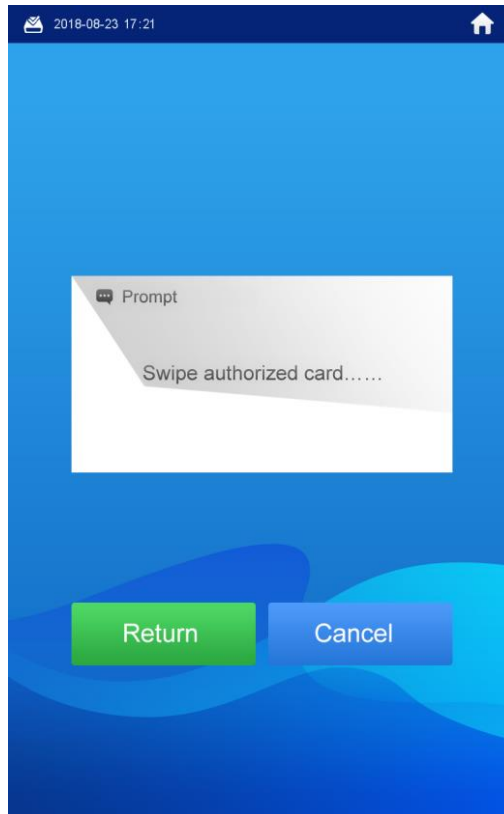 2018-08-23 17:21
Prompt
Swipe authorized card……
Return
Cancel